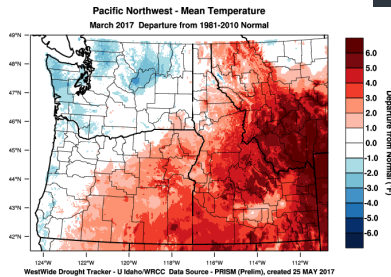 Pacific Northwest - Mean Temperature
March 2017 Departure from 1981-2010 Normal
49°N
48°N
47°N
46°N
45°N
44°N
43°N
42°N
124°W 122°W 120°W 118°W 116°W 114°W 112°W
6.0
5.0
4.0
3.0
2.0
1.0
0.0
-1.0
-2.0
-3.0
-4.0
-5.0
-6.0
Departure from Normal (°F)
WestWide Drought Tracker - U Idaho/WRCC Data Source - PRISM (Prelim), created 25 MAY 2017